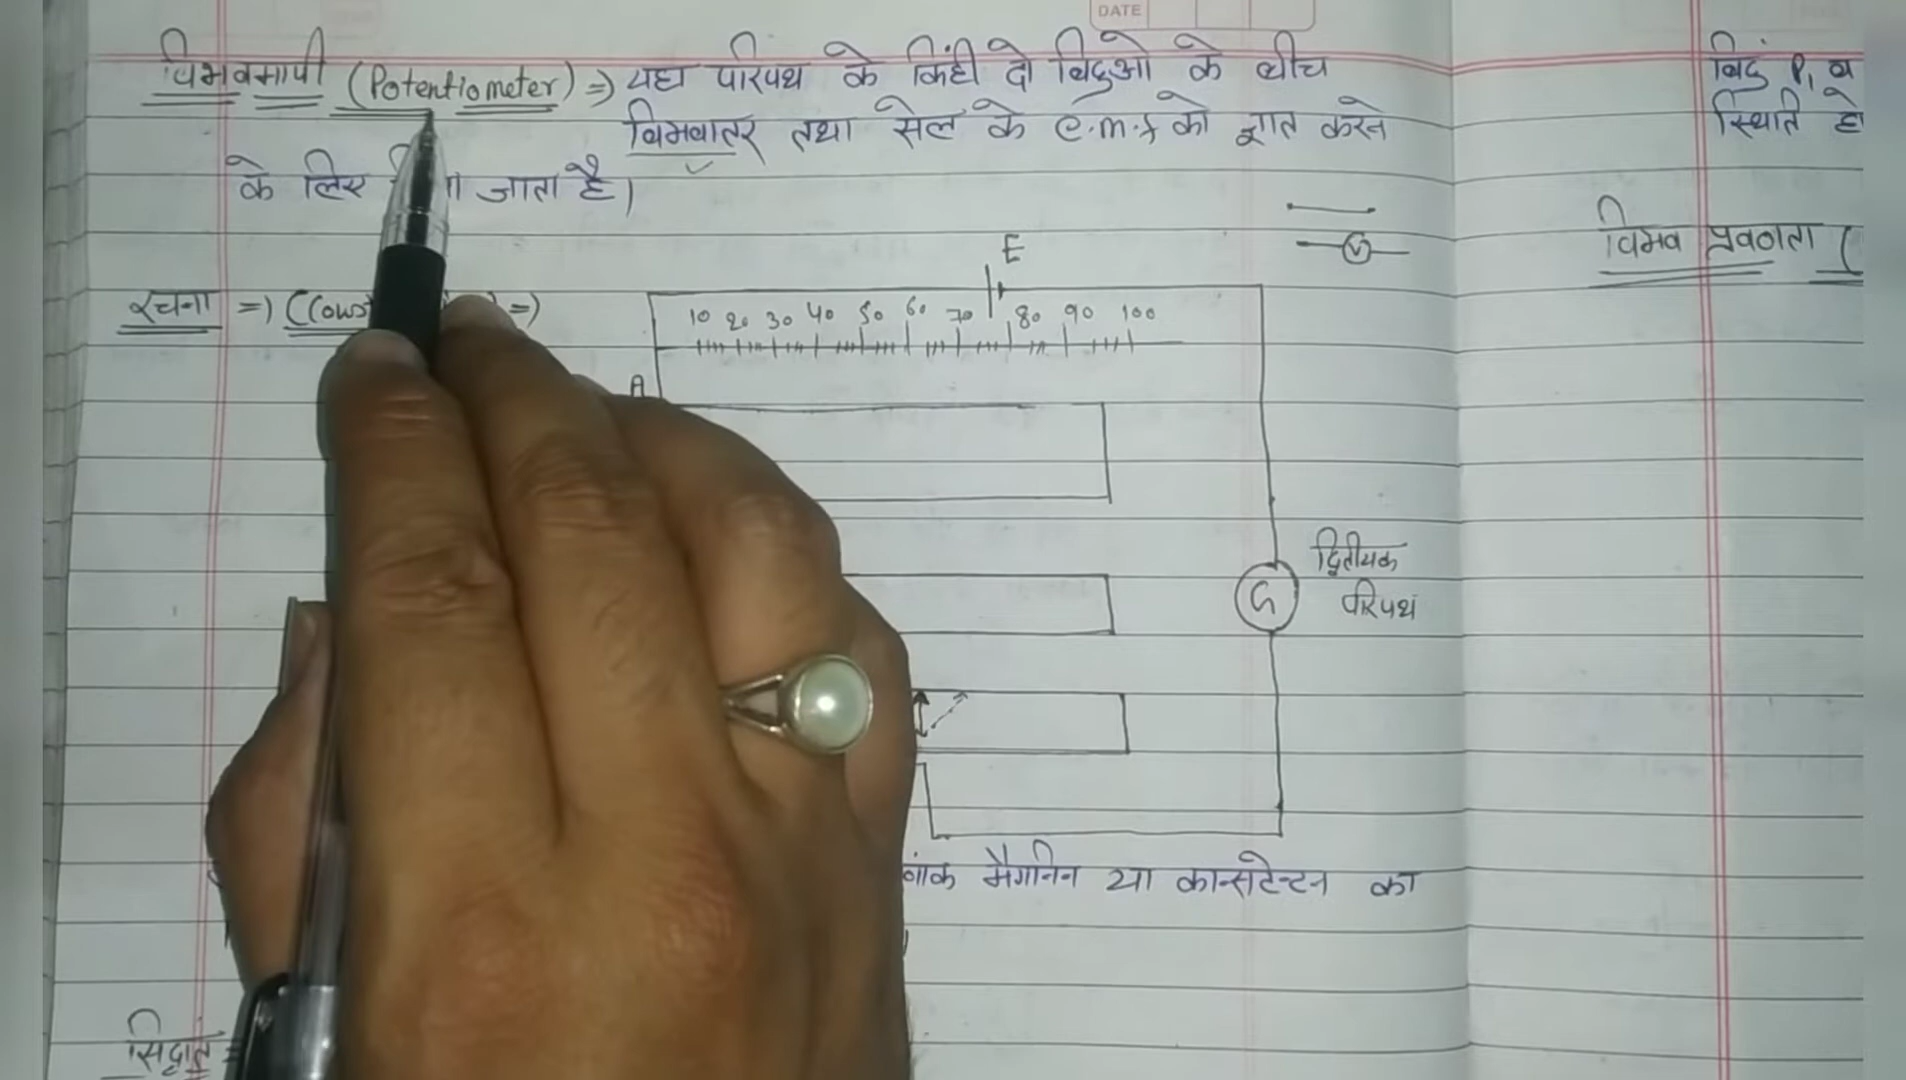 DATE
विभवमापी (Potentiometer) => यह परिपथ के किंही दो बिंदुओ के बीच
विभवांतर तथा सेल के e.m.f को ज्ञात करने
के लिए जाता है।
रचना => =>
E
10 20 30 40 50 60 70 80 90 100
A
G
द्वितीयक
परिपथ
मैंगनिन या कान्सटेन्टन का
सिद्धांत =
बिंदु P₁ व
स्थिति हो
विभव प्रवणता (
V